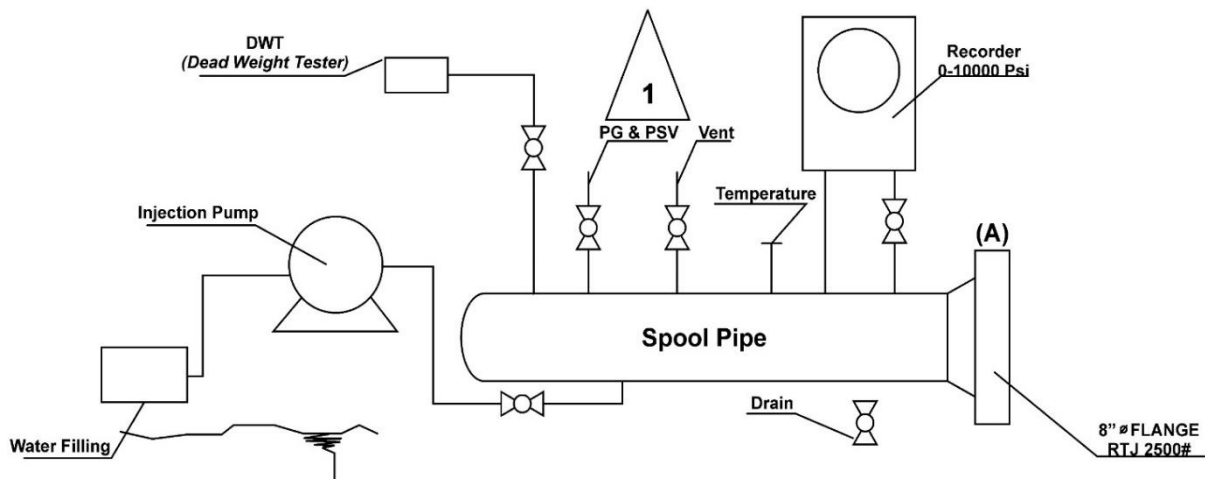 DWT
(Dead Weight Tester)
1
PG & PSV
Vent
Recorder
0-10000 Psi
Temperature
Injection Pump
(A)
Spool Pipe
Drain
Water Filling
8" ø FLANGE
RTJ 2500#